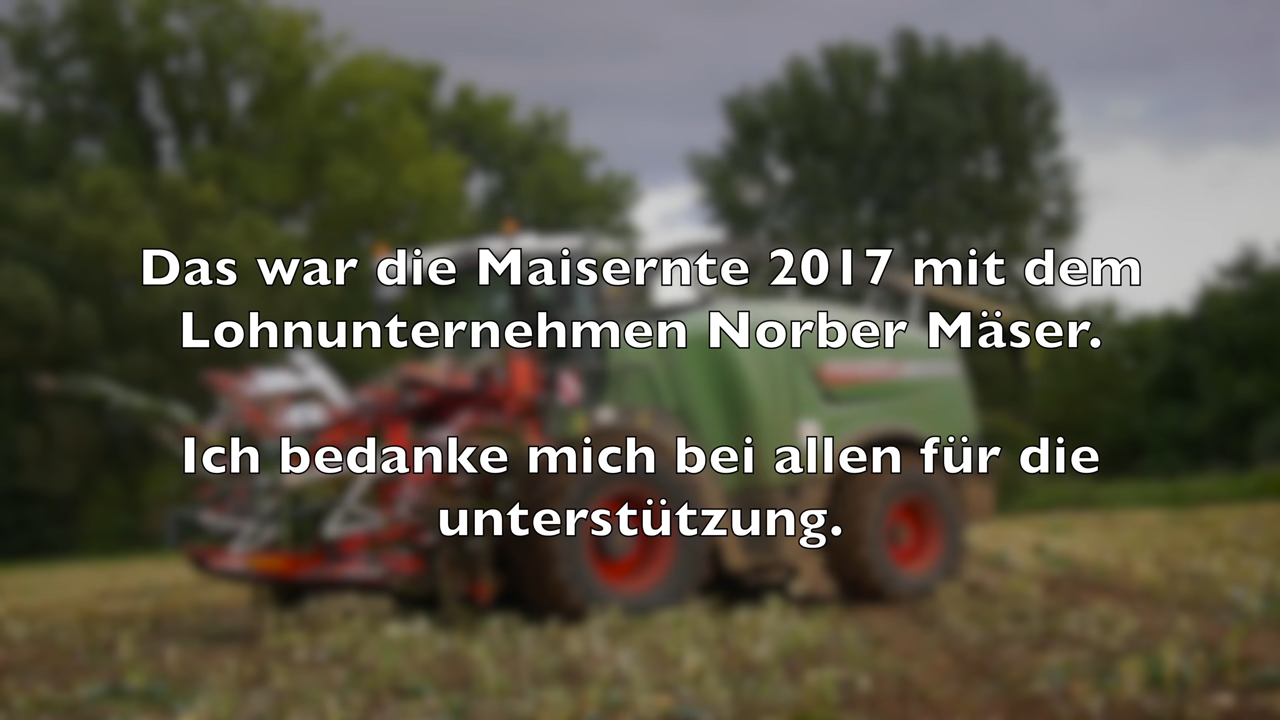 Das war die Maisernte 2017 mit dem
Lohnunternehmen Norber Mäser.
Ich bedanke mich bei allen für die
unterstützung.